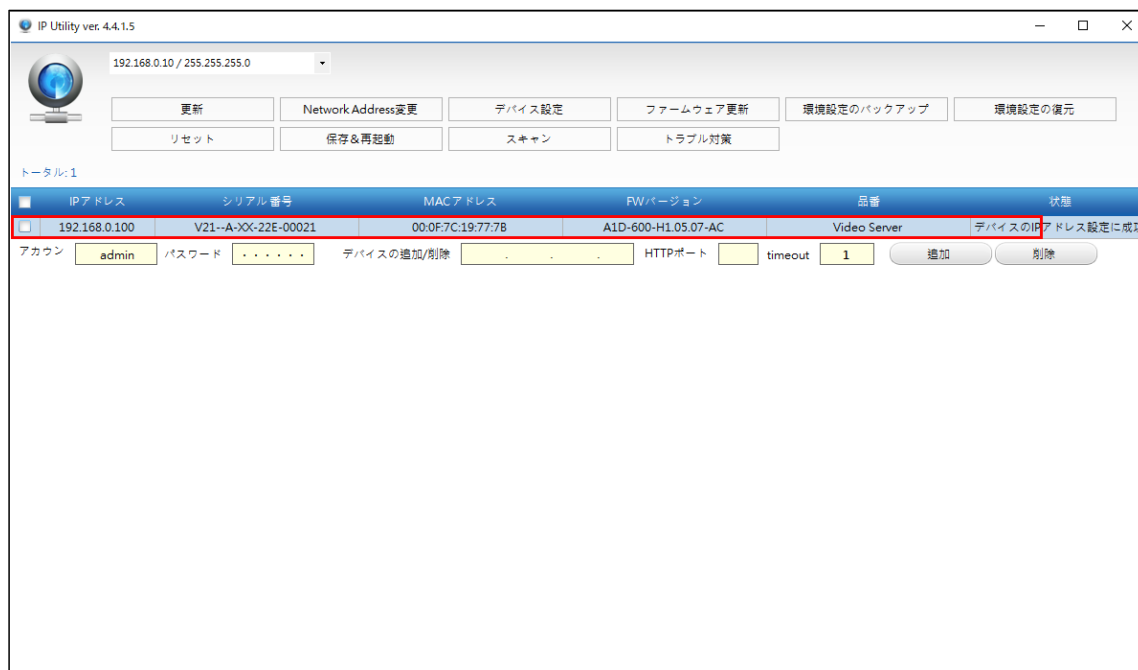 IP Utility ver. 4.4.1.5
192.168.0.10 / 255.255.255.0
更新 Network Address変更 デバイス設定 ファームウェア更新 環境設定のバックアップ 環境設定の復元
リセット 保存&再起動 スキャン トラブル対策
トータル: 1
IPアドレス シリアル番号 MACアドレス FWバージョン 品番 状態
192.168.0.100 V21--A-XX-22E-00021 00:0F:7C:19:77:7B A1D-600-H1.05.07-AC Video Server デバイスのIPアドレス設定に成功
アカウン admin パスワード ・・・・・・ デバイスの追加/削除 . . . HTTPポート timeout 1 追加 削除